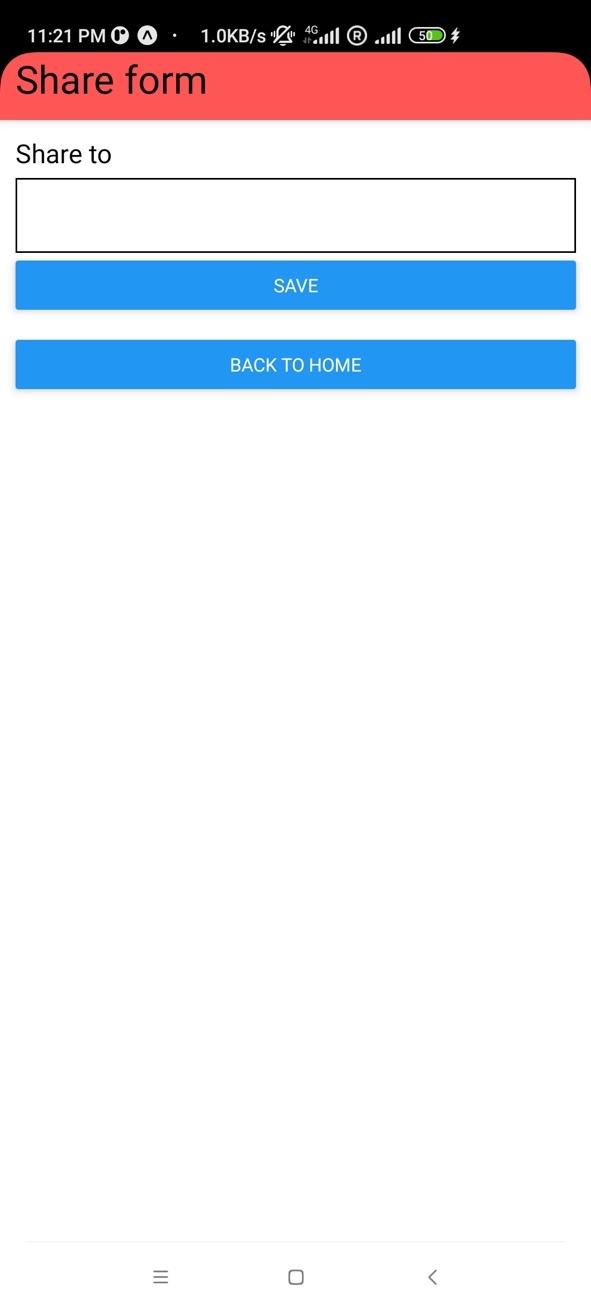 11:21 PM · 1.0KB/s 4G R 50
Share form
Share to
SAVE
BACK TO HOME